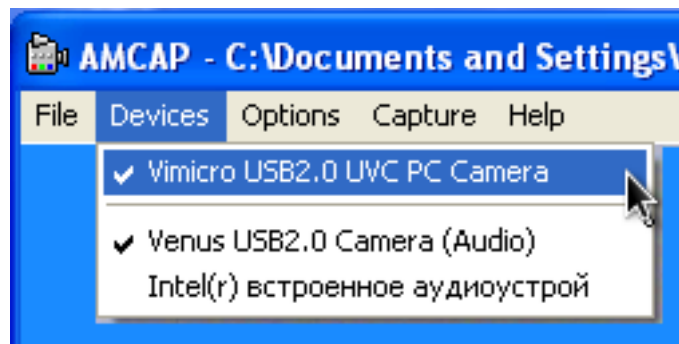 AMCAP - C:\Documents and Settings\
File Devices Options Capture Help
✓ Vimicro USB2.0 UVC PC Camera
✓ Venus USB2.0 Camera (Audio)
Intel(r) встроенное аудиоустрой